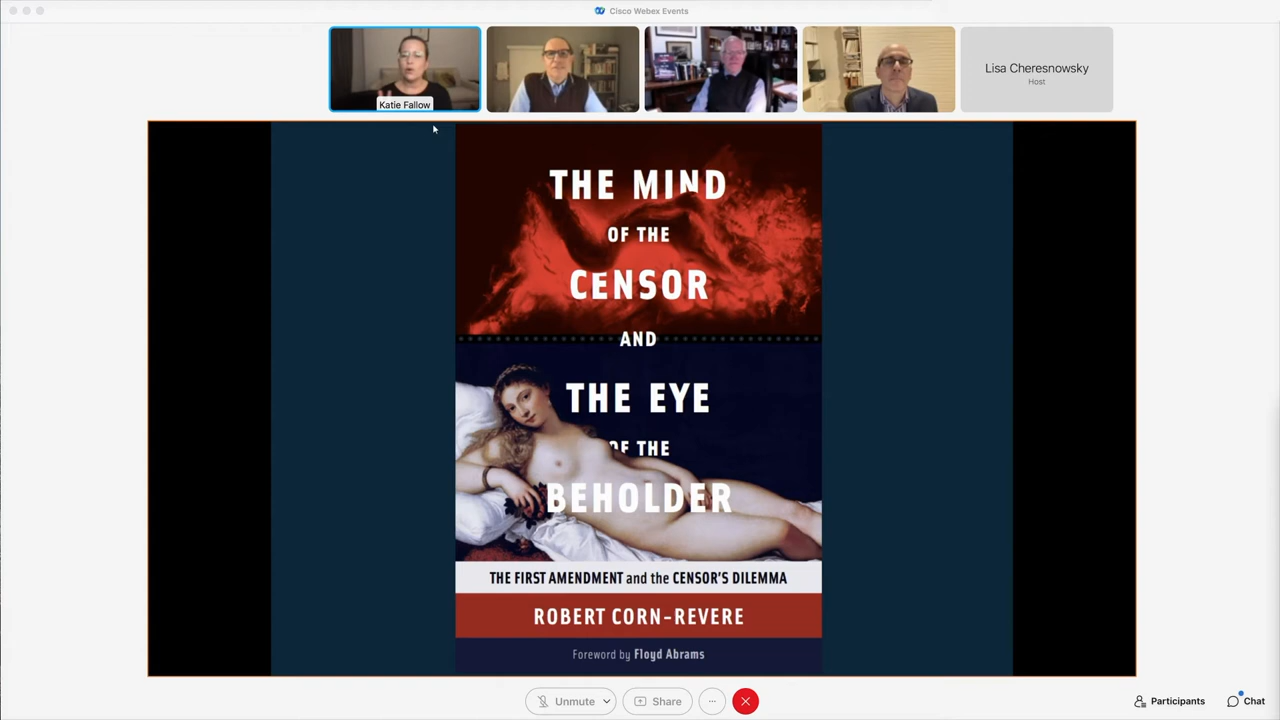 Cisco Webex Events
Katie Fallow
Lisa Cheresnowsky
Host
THE MIND
OF THE
CENSOR
AND
THE EYE
OF THE
BEHOLDER
THE FIRST AMENDMENT and the CENSOR'S DILEMMA
ROBERT CORN-REVERE
Foreword by Floyd Abrams
Unmute
Share
Participants
Chat